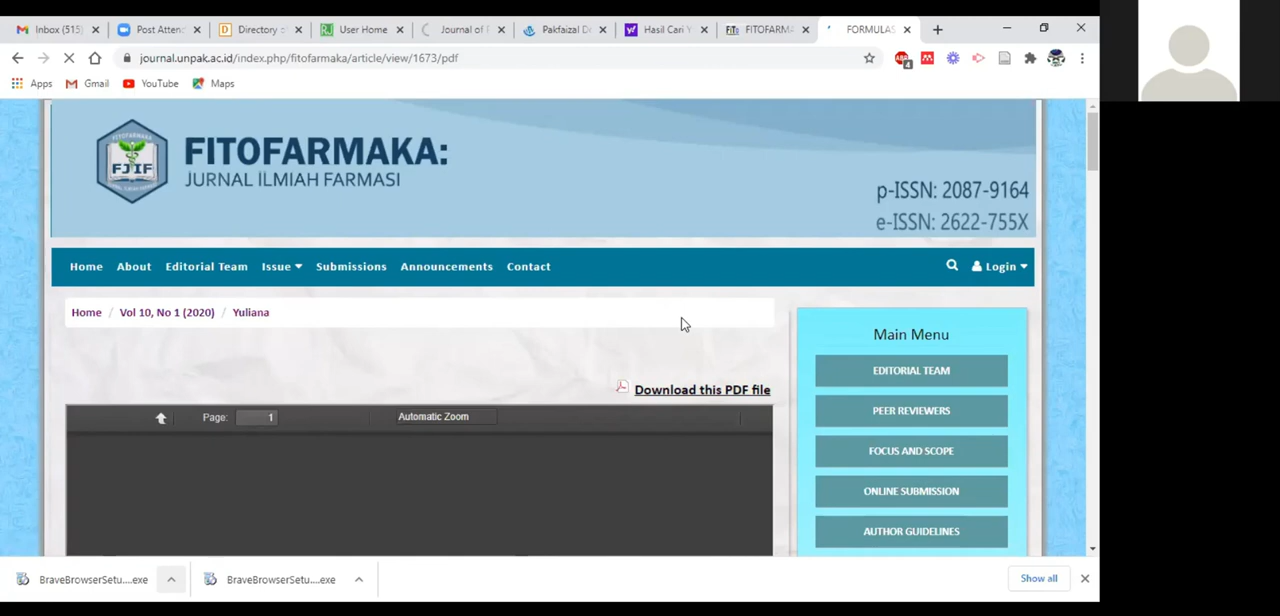 Inbox (515)
Post Atten
Directory o
User Home
Journal of F
Pakfaizal Di
Hasil Cari Y
FITOFARM
FORMULAS
journal.unpak.ac.id/index.php/fitofarmaka/article/view/1673/pdf
Apps
Gmail
YouTube
Maps
FJIF
FITOFARMAKA:
JURNAL ILMIAH FARMASI
p-ISSN: 2087-9164
e-ISSN: 2622-755X
Home
About
Editorial Team
Issue
Submissions
Announcements
Contact
Login
Home / Vol 10, No 1 (2020) / Yuliana
Download this PDF file
Page: 1
Automatic Zoom
Main Menu
EDITORIAL TEAM
PEER REVIEWERS
FOCUS AND SCOPE
ONLINE SUBMISSION
AUTHOR GUIDELINES
BraveBrowserSetu....exe
BraveBrowserSetu....exe
Show all